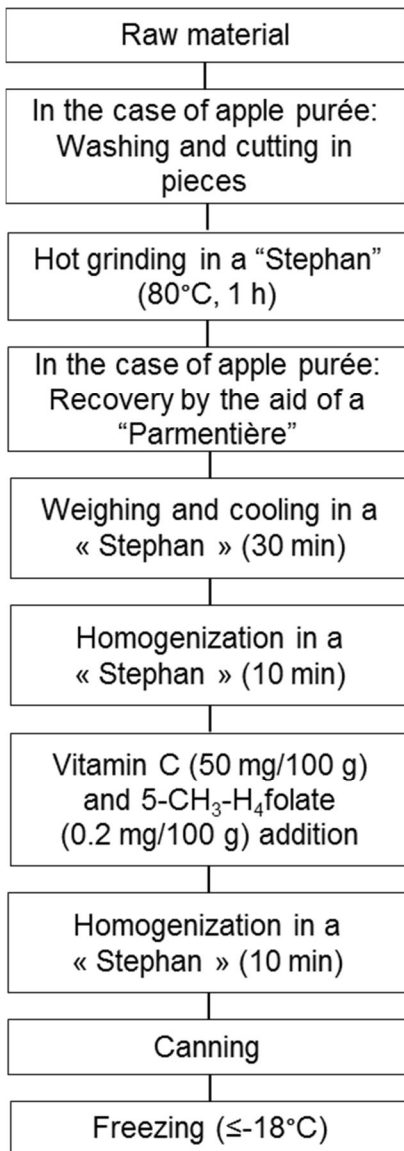 Raw material
In the case of apple purée:
Washing and cutting in
pieces
Hot grinding in a “Stephan”
(80°C, 1 h)
In the case of apple purée:
Recovery by the aid of a
“Parmentière”
Weighing and cooling in a
« Stephan » (30 min)
Homogenization in a
« Stephan » (10 min)
Vitamin C (50 mg/100 g)
and 5-CH₃-H₄folate
(0.2 mg/100 g) addition
Homogenization in a
« Stephan » (10 min)
Canning
Freezing (≤-18°C)